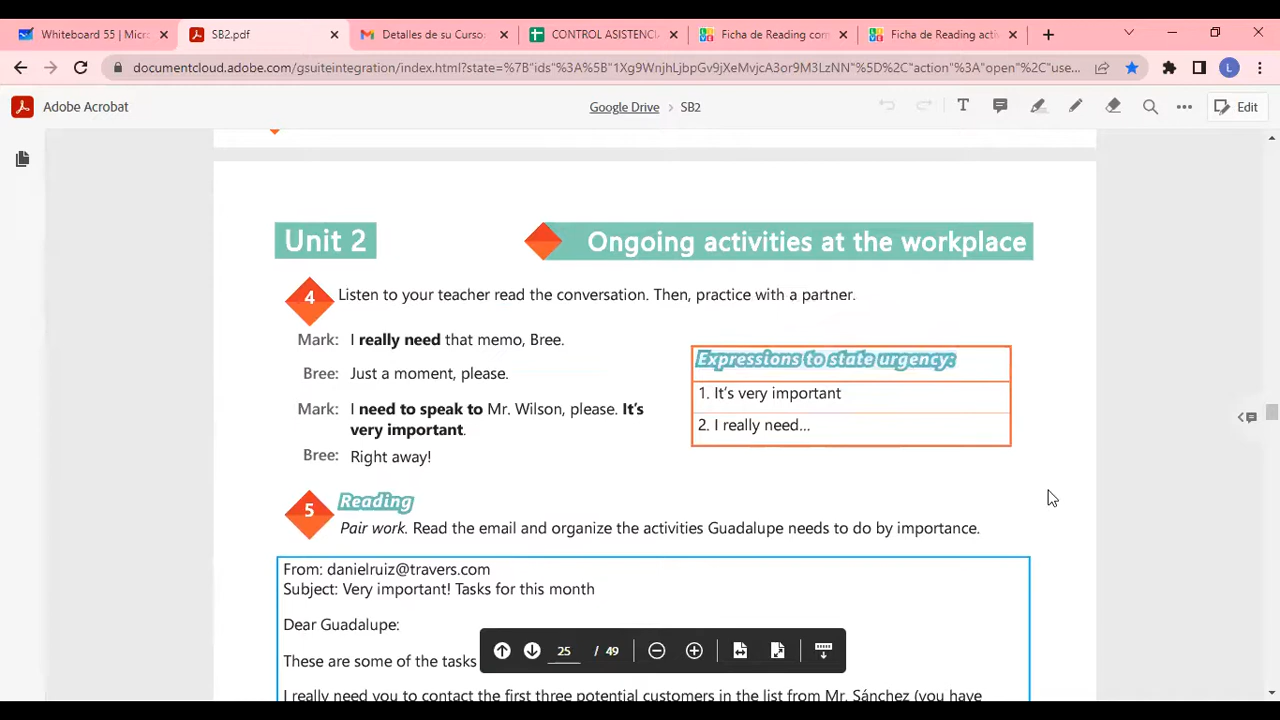 Whiteboard 55 | Micr
SB2.pdf
Detalles de su Curso
CONTROL ASISTENCI
Ficha de Reading com
Ficha de Reading acti
documentcloud.adobe.com/gsuiteintegration/index.html?state=%7B"ids"%3A%5B"1Xg9WnjhLjbpGv9jXeMvjcA3or9M3LzNN"%5D%2C"action"%3A"open"%2C"use...
L
Adobe Acrobat
Google Drive > SB2
Edit
Unit 2
Ongoing activities at the workplace
4 Listen to your teacher read the conversation. Then, practice with a partner.
Mark: I really need that memo, Bree.
Bree: Just a moment, please.
Mark: I need to speak to Mr. Wilson, please. It's
very important.
Bree: Right away!
Expressions to state urgency:
1. It's very important
2. I really need...
5 Reading
Pair work. Read the email and organize the activities Guadalupe needs to do by importance.
From: danielruiz@travers.com
Subject: Very important! Tasks for this month
Dear Guadalupe:
These are some of the tasks
25 / 49
I really need you to contact the first three potential customers in the list from Mr. Sánchez (you have